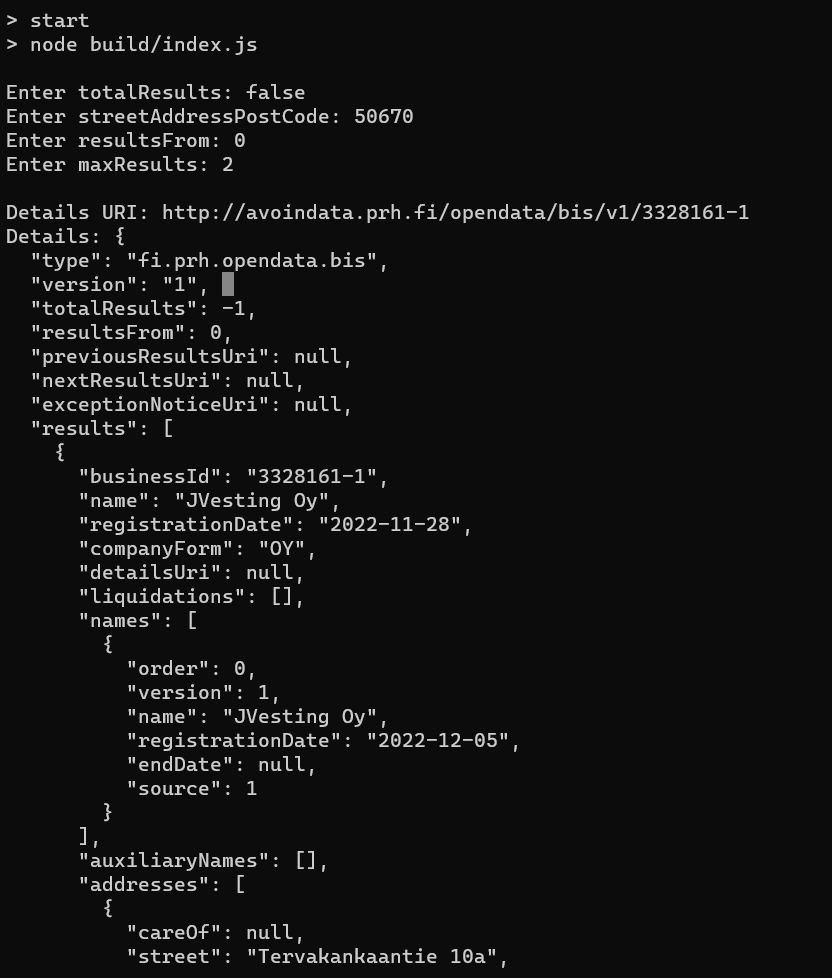 > start
> node build/index.js

Enter totalResults: false
Enter streetAddressPostCode: 50670
Enter resultsFrom: 0
Enter maxResults: 2

Details URI: http://avoindata.prh.fi/opendata/bis/v1/3328161-1
Details: {
  "type": "fi.prh.opendata.bis",
  "version": "1",
  "totalResults": -1,
  "resultsFrom": 0,
  "previousResultsUri": null,
  "nextResultsUri": null,
  "exceptionNoticeUri": null,
  "results": [
    {
      "businessId": "3328161-1",
      "name": "JVesting Oy",
      "registrationDate": "2022-11-28",
      "companyForm": "OY",
      "detailsUri": null,
      "liquidations": [],
      "names": [
        {
          "order": 0,
          "version": 1,
          "name": "JVesting Oy",
          "registrationDate": "2022-12-05",
          "endDate": null,
          "source": 1
        }
      ],
      "auxiliaryNames": [],
      "addresses": [
        {
          "careOf": null,
          "street": "Tervakankaantie 10a",